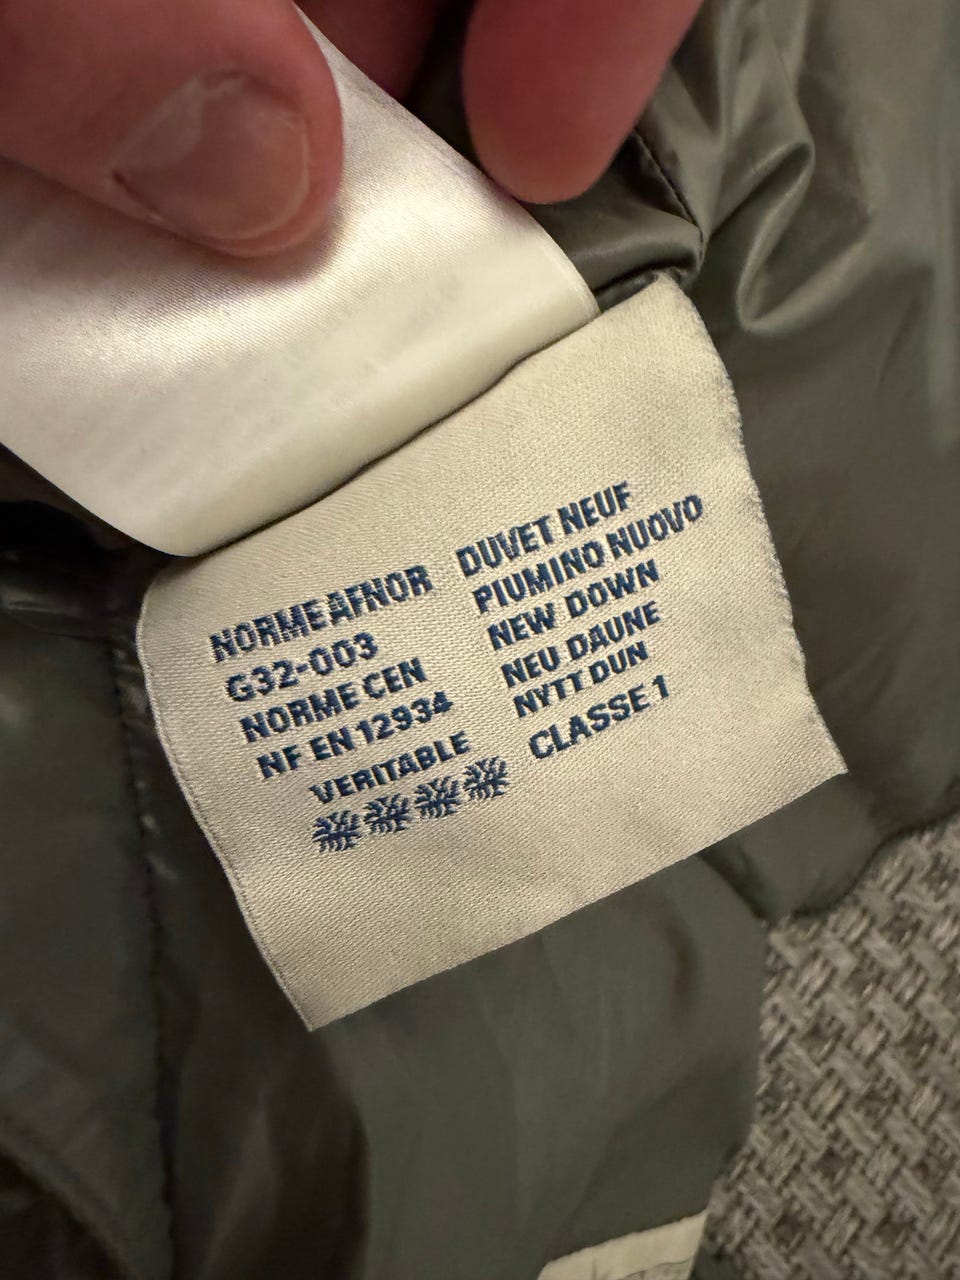 NORME AFNOR
G32-003
NORME CEN
NF EN 12934
VERITABLE
DUVET NEUF
PIUMINO NUOVO
NEW DOWN
NEU DAUNE
NYTT DUN
CLASSE 1